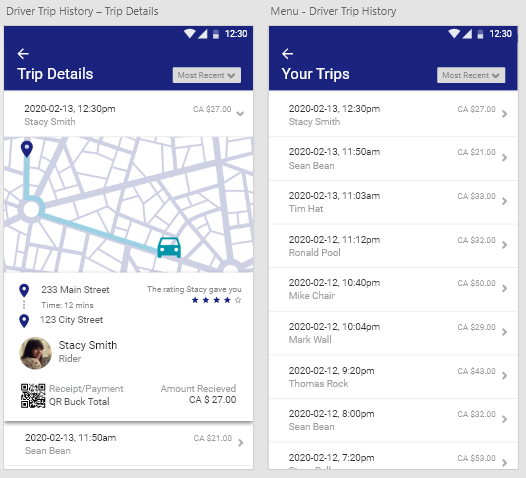 Driver Trip History – Trip Details
12:30
Trip Details
Most Recent
2020-02-13, 12:30pm
CA $27.00
Stacy Smith
233 Main Street
The rating Stacy gave you
Time: 12 mins
123 City Street
Stacy Smith
Rider
Receipt/Payment
Amount Recieved
QR Buck Total
CA $ 27.00
2020-02-13, 11:50am
CA $21.00
Sean Bean
Menu - Driver Trip History
12:30
Your Trips
Most Recent
2020-02-13, 12:30pm
CA $27.00
Stacy Smith
2020-02-13, 11:50am
CA $21.00
Sean Bean
2020-02-13, 11:03am
CA $33.00
Tim Hat
2020-02-12, 11:12pm
CA $32.00
Ronald Pool
2020-02-12, 10:40pm
CA $50.00
Mike Chair
2020-02-12, 10:04pm
CA $29.00
Mark Wall
2020-02-12, 9:20pm
CA $43.00
Thomas Rock
2020-02-12, 8:00pm
CA $32.00
Sean Bean
2020-02-12, 7:20pm
CA $53.00